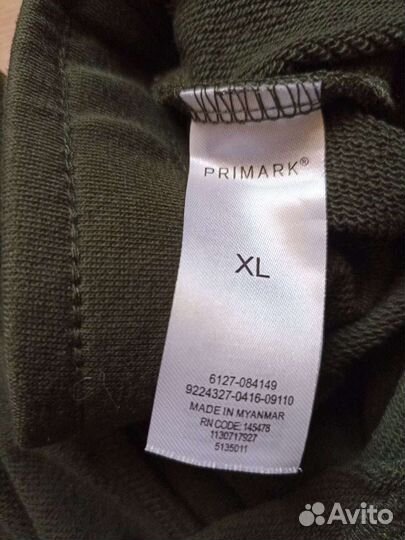 PRIMARK®
XL
6127-084149
9224327-0416-09110
MADE IN MYANMAR
RN CODE: 145478
1130717927
5135011
Avito